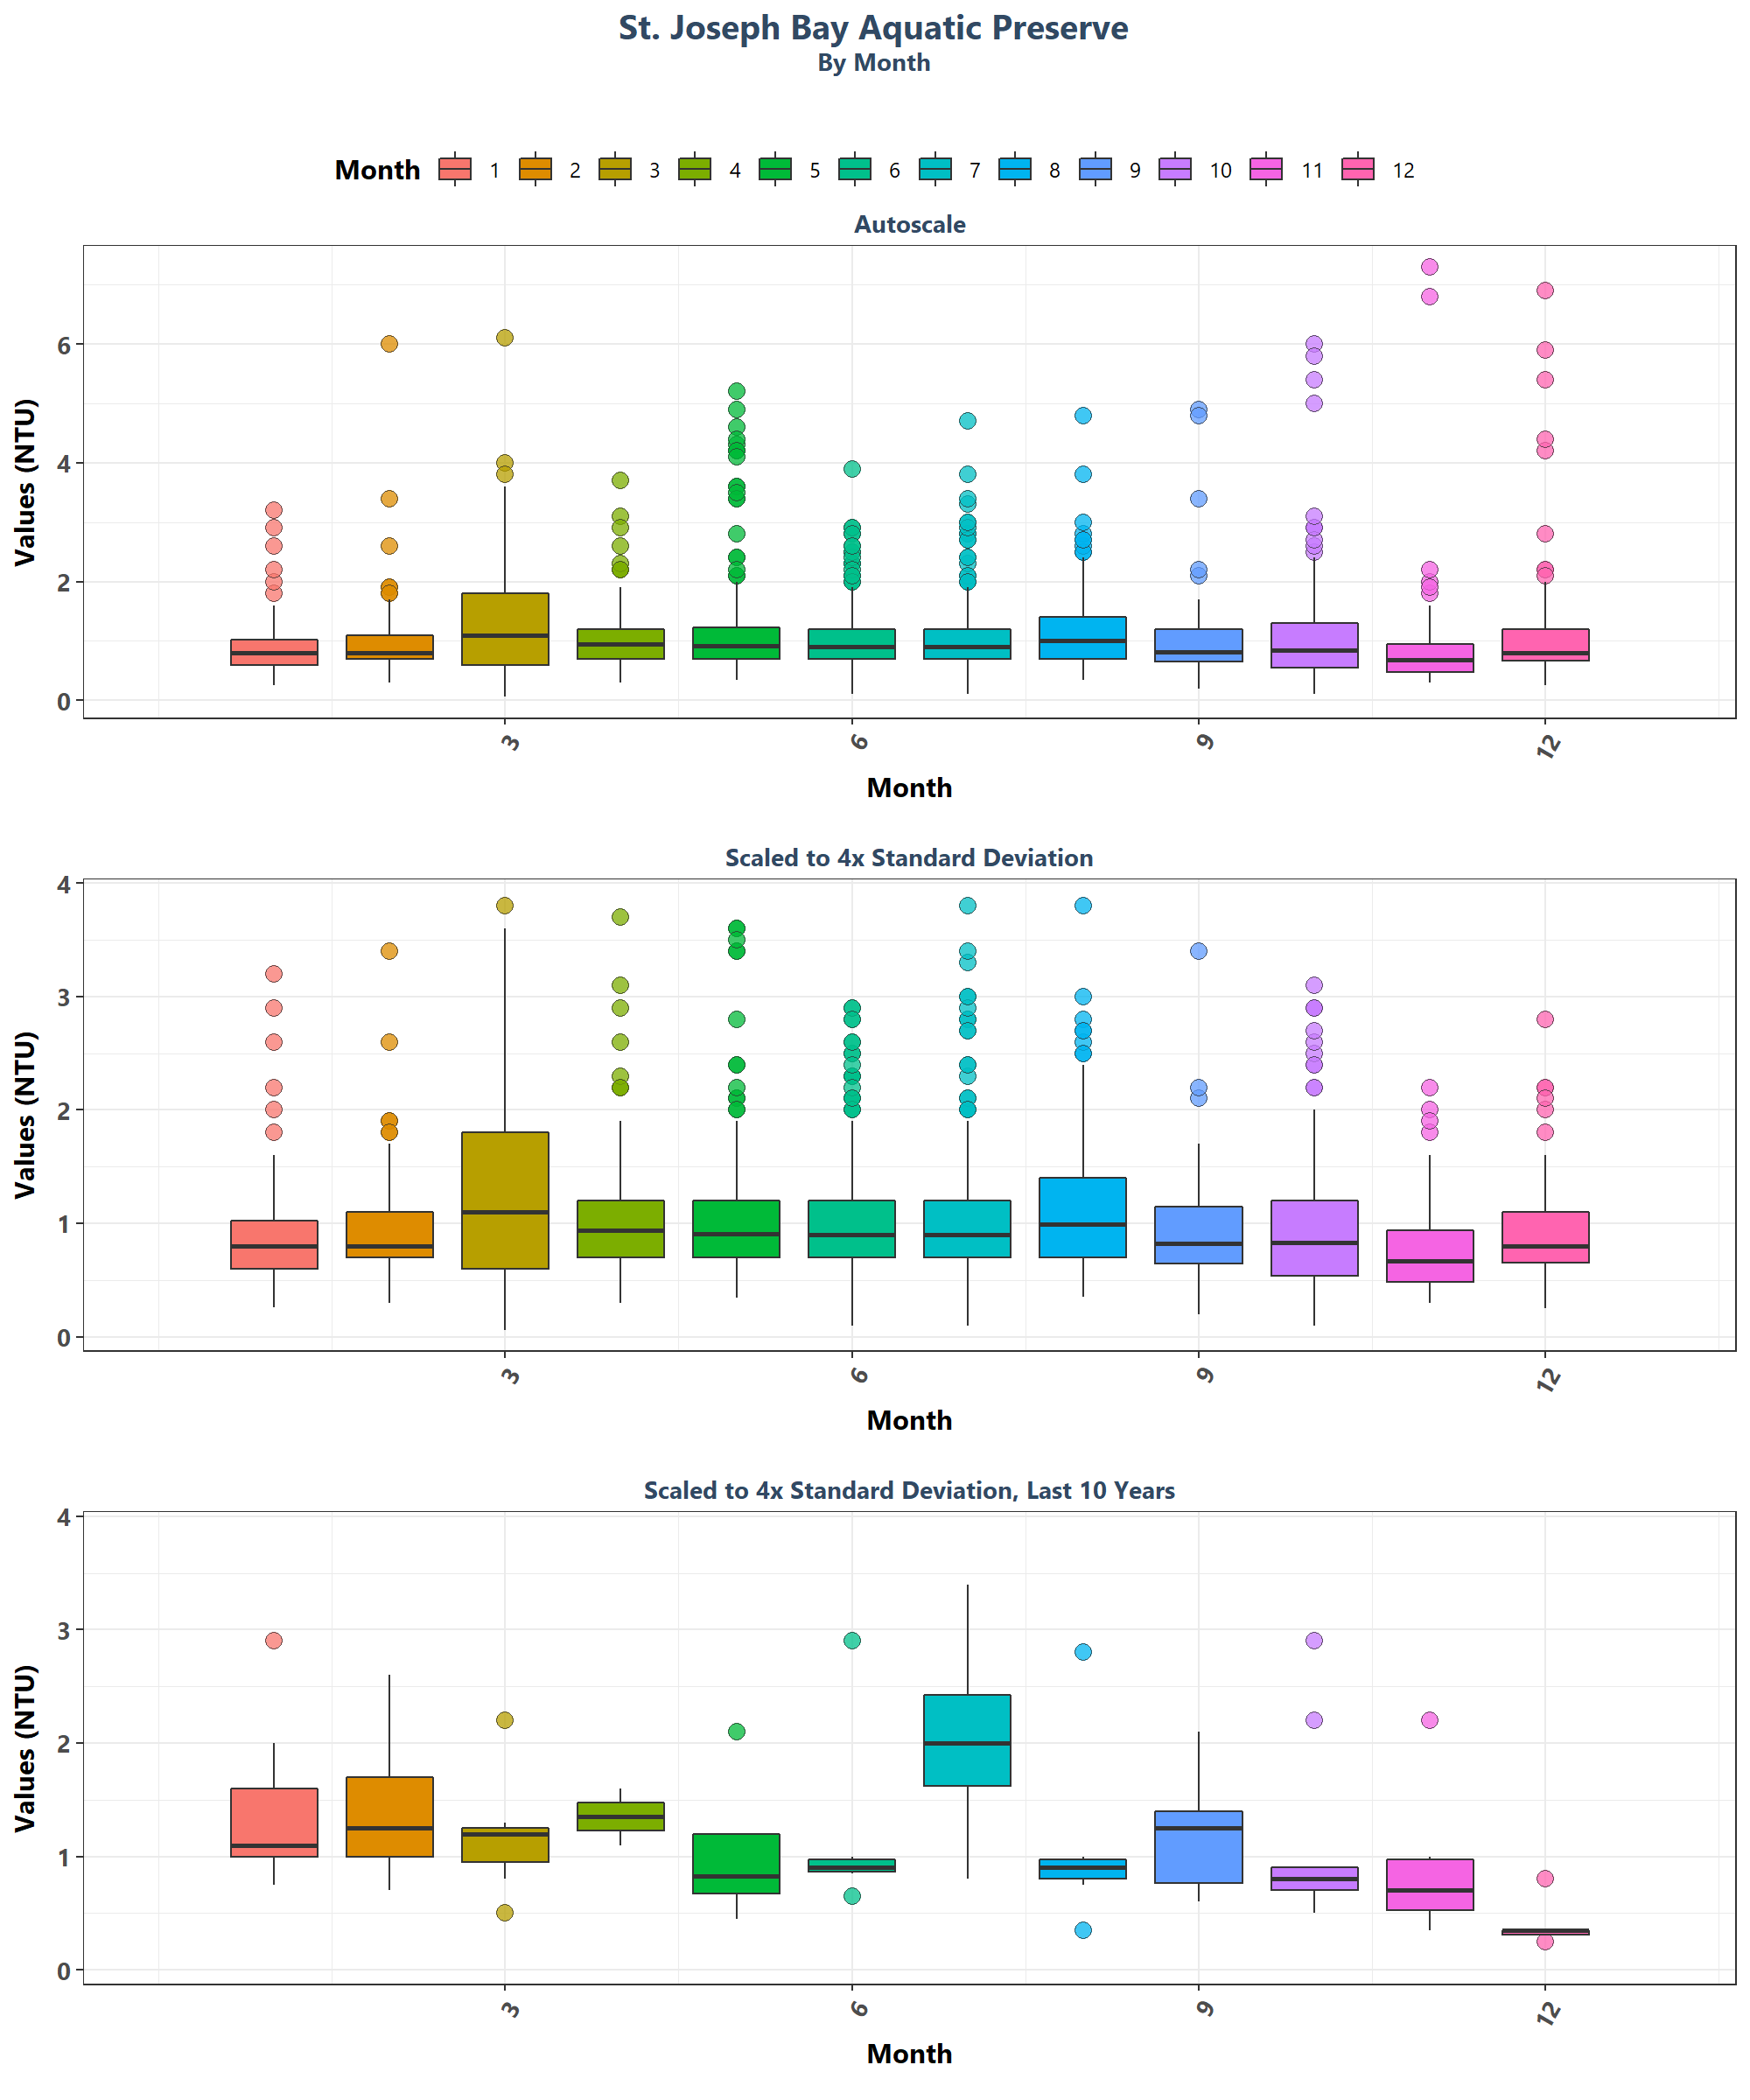 St. Joseph Bay Aquatic Preserve
By Month
Month 1 2 3 4 5 6 7 8 9 10 11 12
Autoscale
Values (NTU)
6
4
2
0
3 6 9 12
Month
Scaled to 4x Standard Deviation
Values (NTU)
4
3
2
1
0
3 6 9 12
Month
Scaled to 4x Standard Deviation, Last 10 Years
Values (NTU)
4
3
2
1
0
3 6 9 12
Month